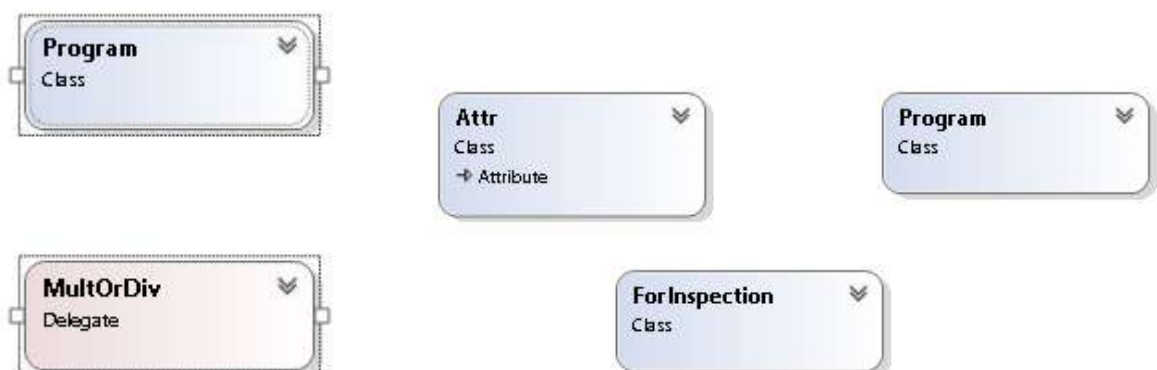 Program
Class
Attr
Class
Attribute
Program
Class
MultOrDiv
Delegate
ForInspection
Class